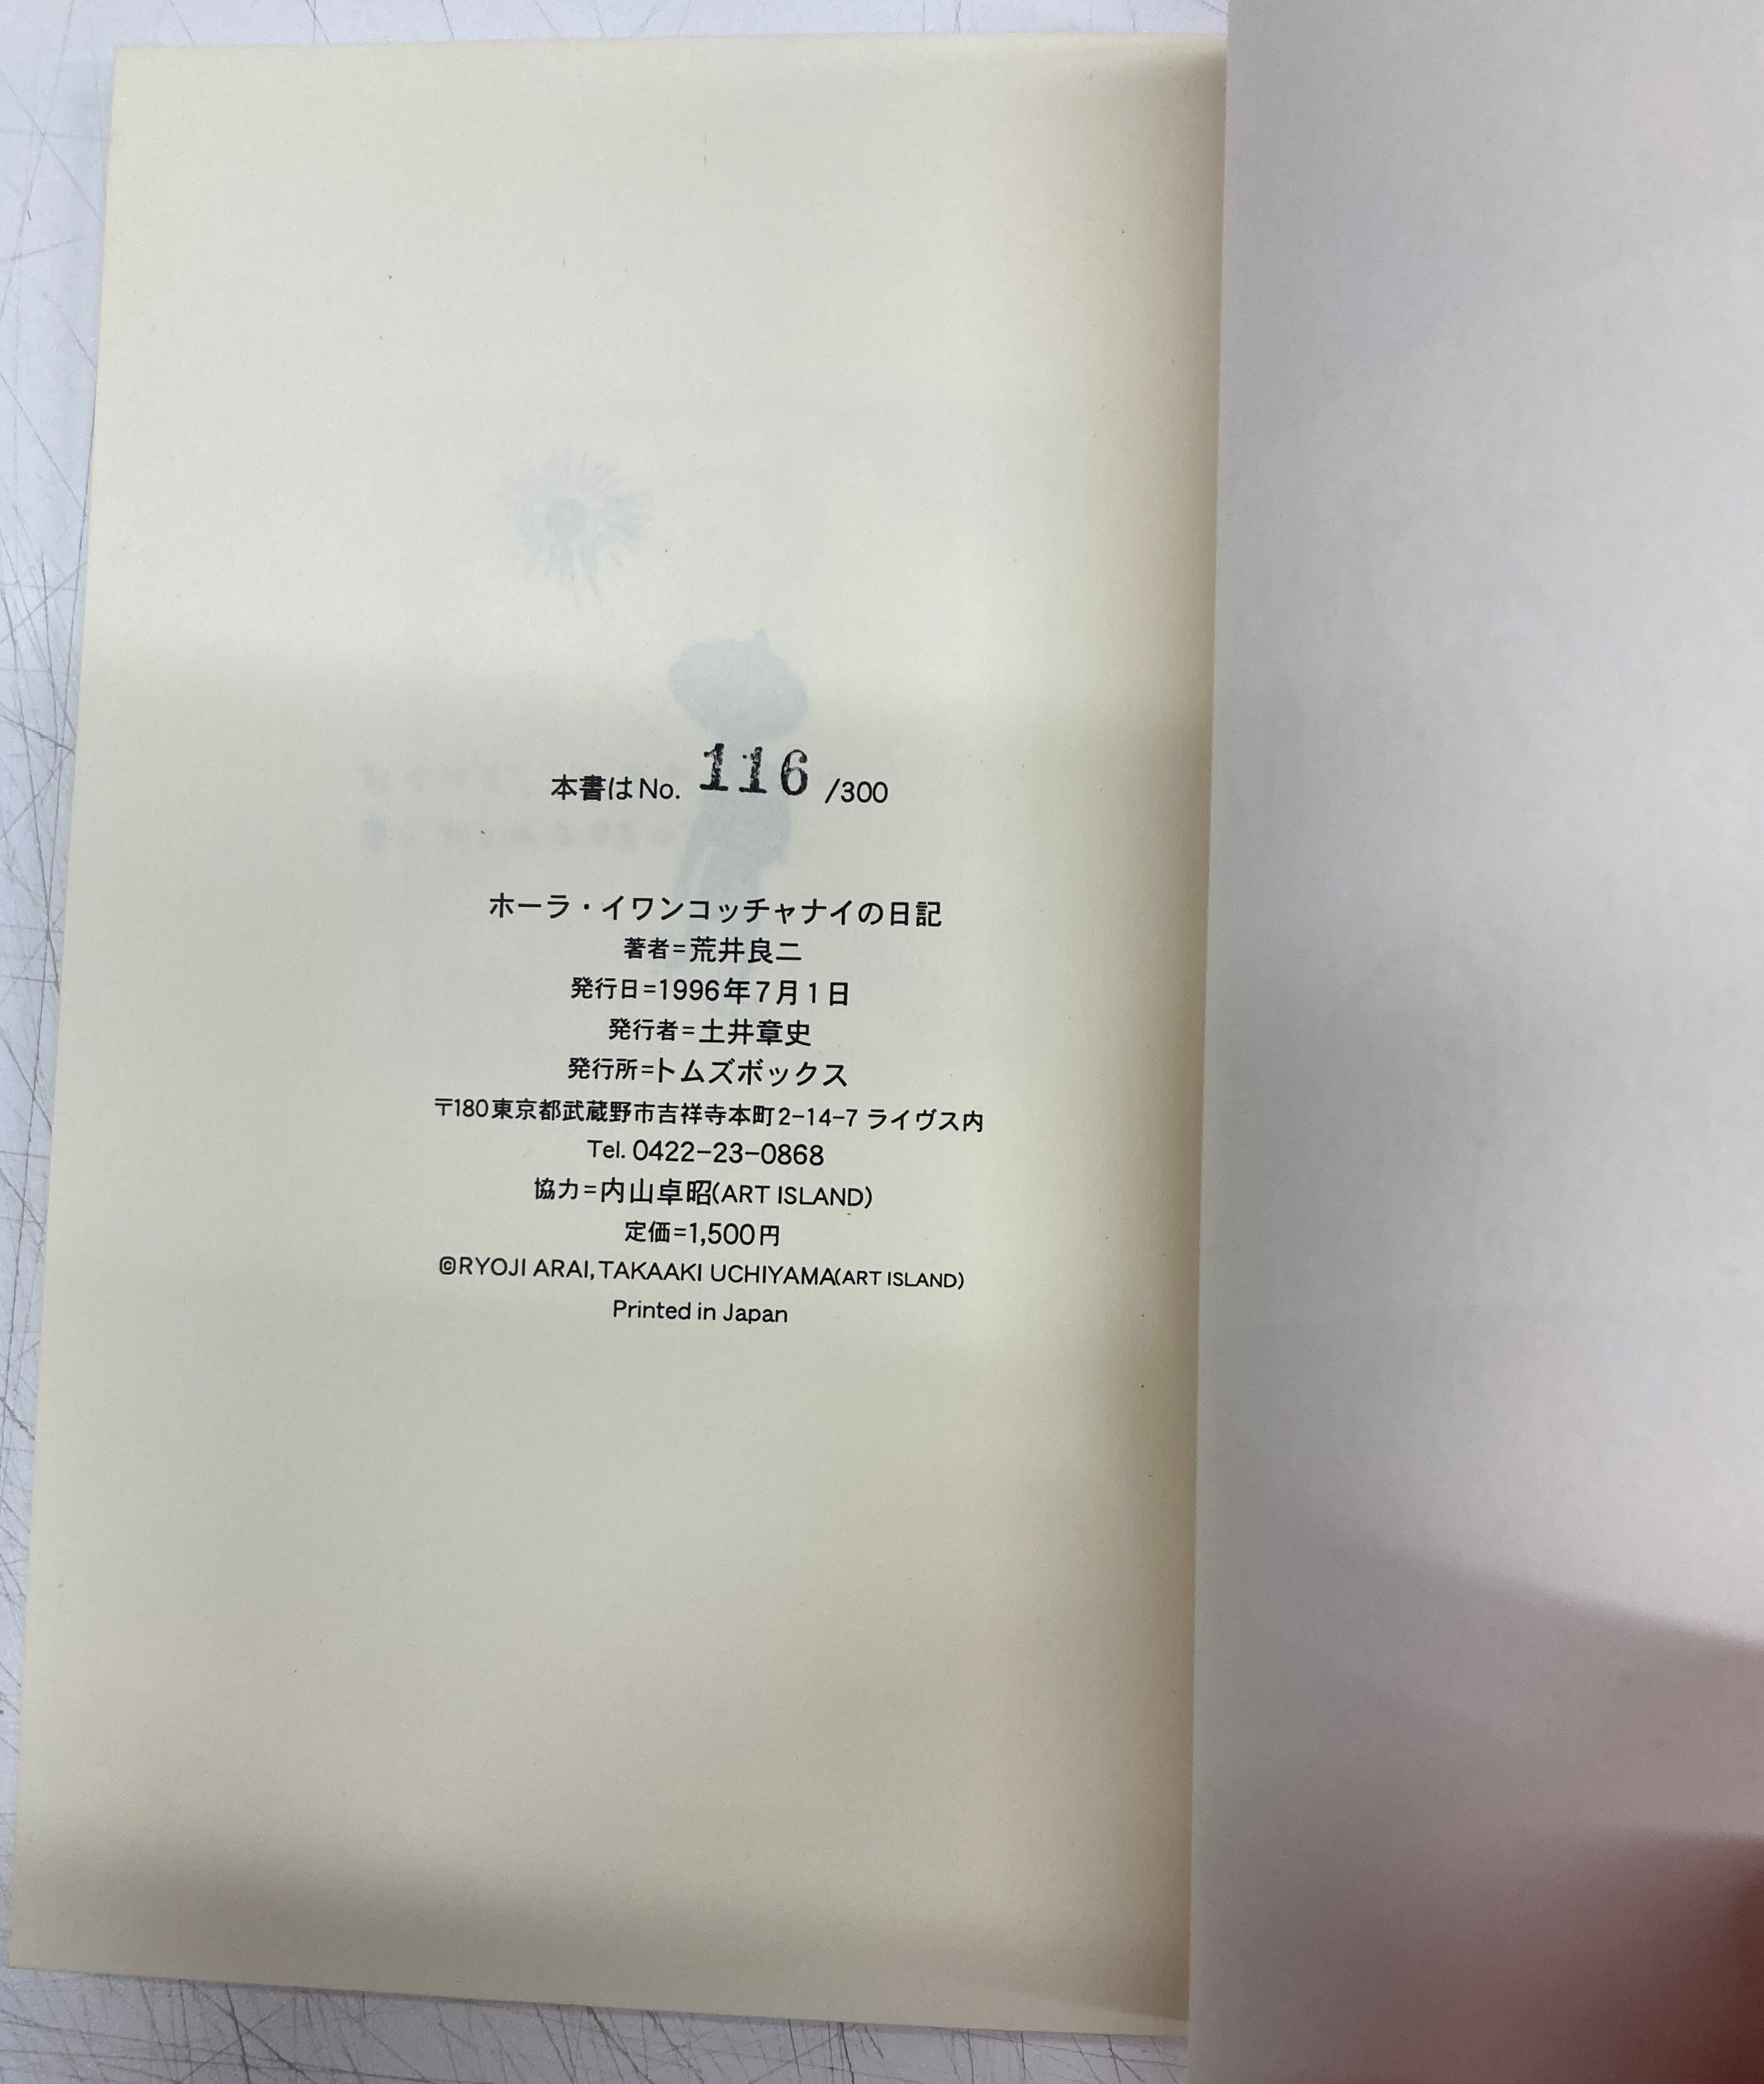 本書はNo. 116 /300
ホーラ・イワンコッチャナイの日記
著者=荒井良二
発行日=1996年7月1日
発行者=土井章史
発行所=トムズボックス
〒180東京都武蔵野市吉祥寺本町2-14-7 ライヴス内
Tel. 0422-23-0868
協力=内山卓昭(ART ISLAND)
定価=1,500円
©RYOJI ARAI,TAKAAKI UCHIYAMA(ART ISLAND)
Printed in Japan